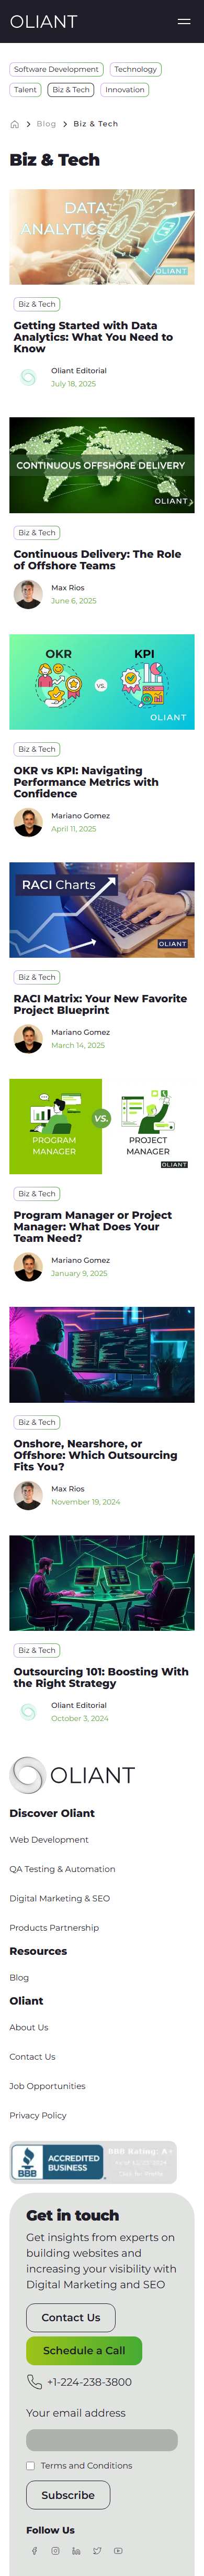 OLIANT
Software Development
Technology
Talent
Biz & Tech
Innovation
Blog
Biz & Tech
Biz & Tech
DATA
ANALYTICS
OLIANT
Biz & Tech
Getting Started with Data
Analytics: What You Need to
Know
Oliant Editorial
July 18, 2025
CONTINUOUS OFFSHORE DELIVERY
OLIANT
Biz & Tech
Continuous Delivery: The Role
of Offshore Teams
Max Rios
June 6, 2025
OKR
KPI
VS.
OLIANT
Biz & Tech
OKR vs KPI: Navigating
Performance Metrics with
Confidence
Mariano Gomez
April 11, 2025
RACI Charts
OLIANT
Biz & Tech
RACI Matrix: Your New Favorite
Project Blueprint
Mariano Gomez
March 14, 2025
VS.
PROGRAM
MANAGER
PROJECT
MANAGER
OLIANT
Biz & Tech
Program Manager or Project
Manager: What Does Your
Team Need?
Mariano Gomez
January 9, 2025
Biz & Tech
Onshore, Nearshore, or
Offshore: Which Outsourcing
Fits You?
Max Rios
November 19, 2024
Biz & Tech
Outsourcing 101: Boosting With
the Right Strategy
Oliant Editorial
October 3, 2024
OLIANT
Discover Oliant
Web Development
QA Testing & Automation
Digital Marketing & SEO
Products Partnership
Resources
Blog
Oliant
About Us
Contact Us
Job Opportunities
Privacy Policy
BBB
ACCREDITED
BUSINESS
BBB Rating: A+
Get in touch
Get insights from experts on
building websites and
increasing your visibility with
Digital Marketing and SEO
Contact Us
Schedule a Call
+1-224-238-3800
Your email address
Terms and Conditions
Subscribe
Follow Us